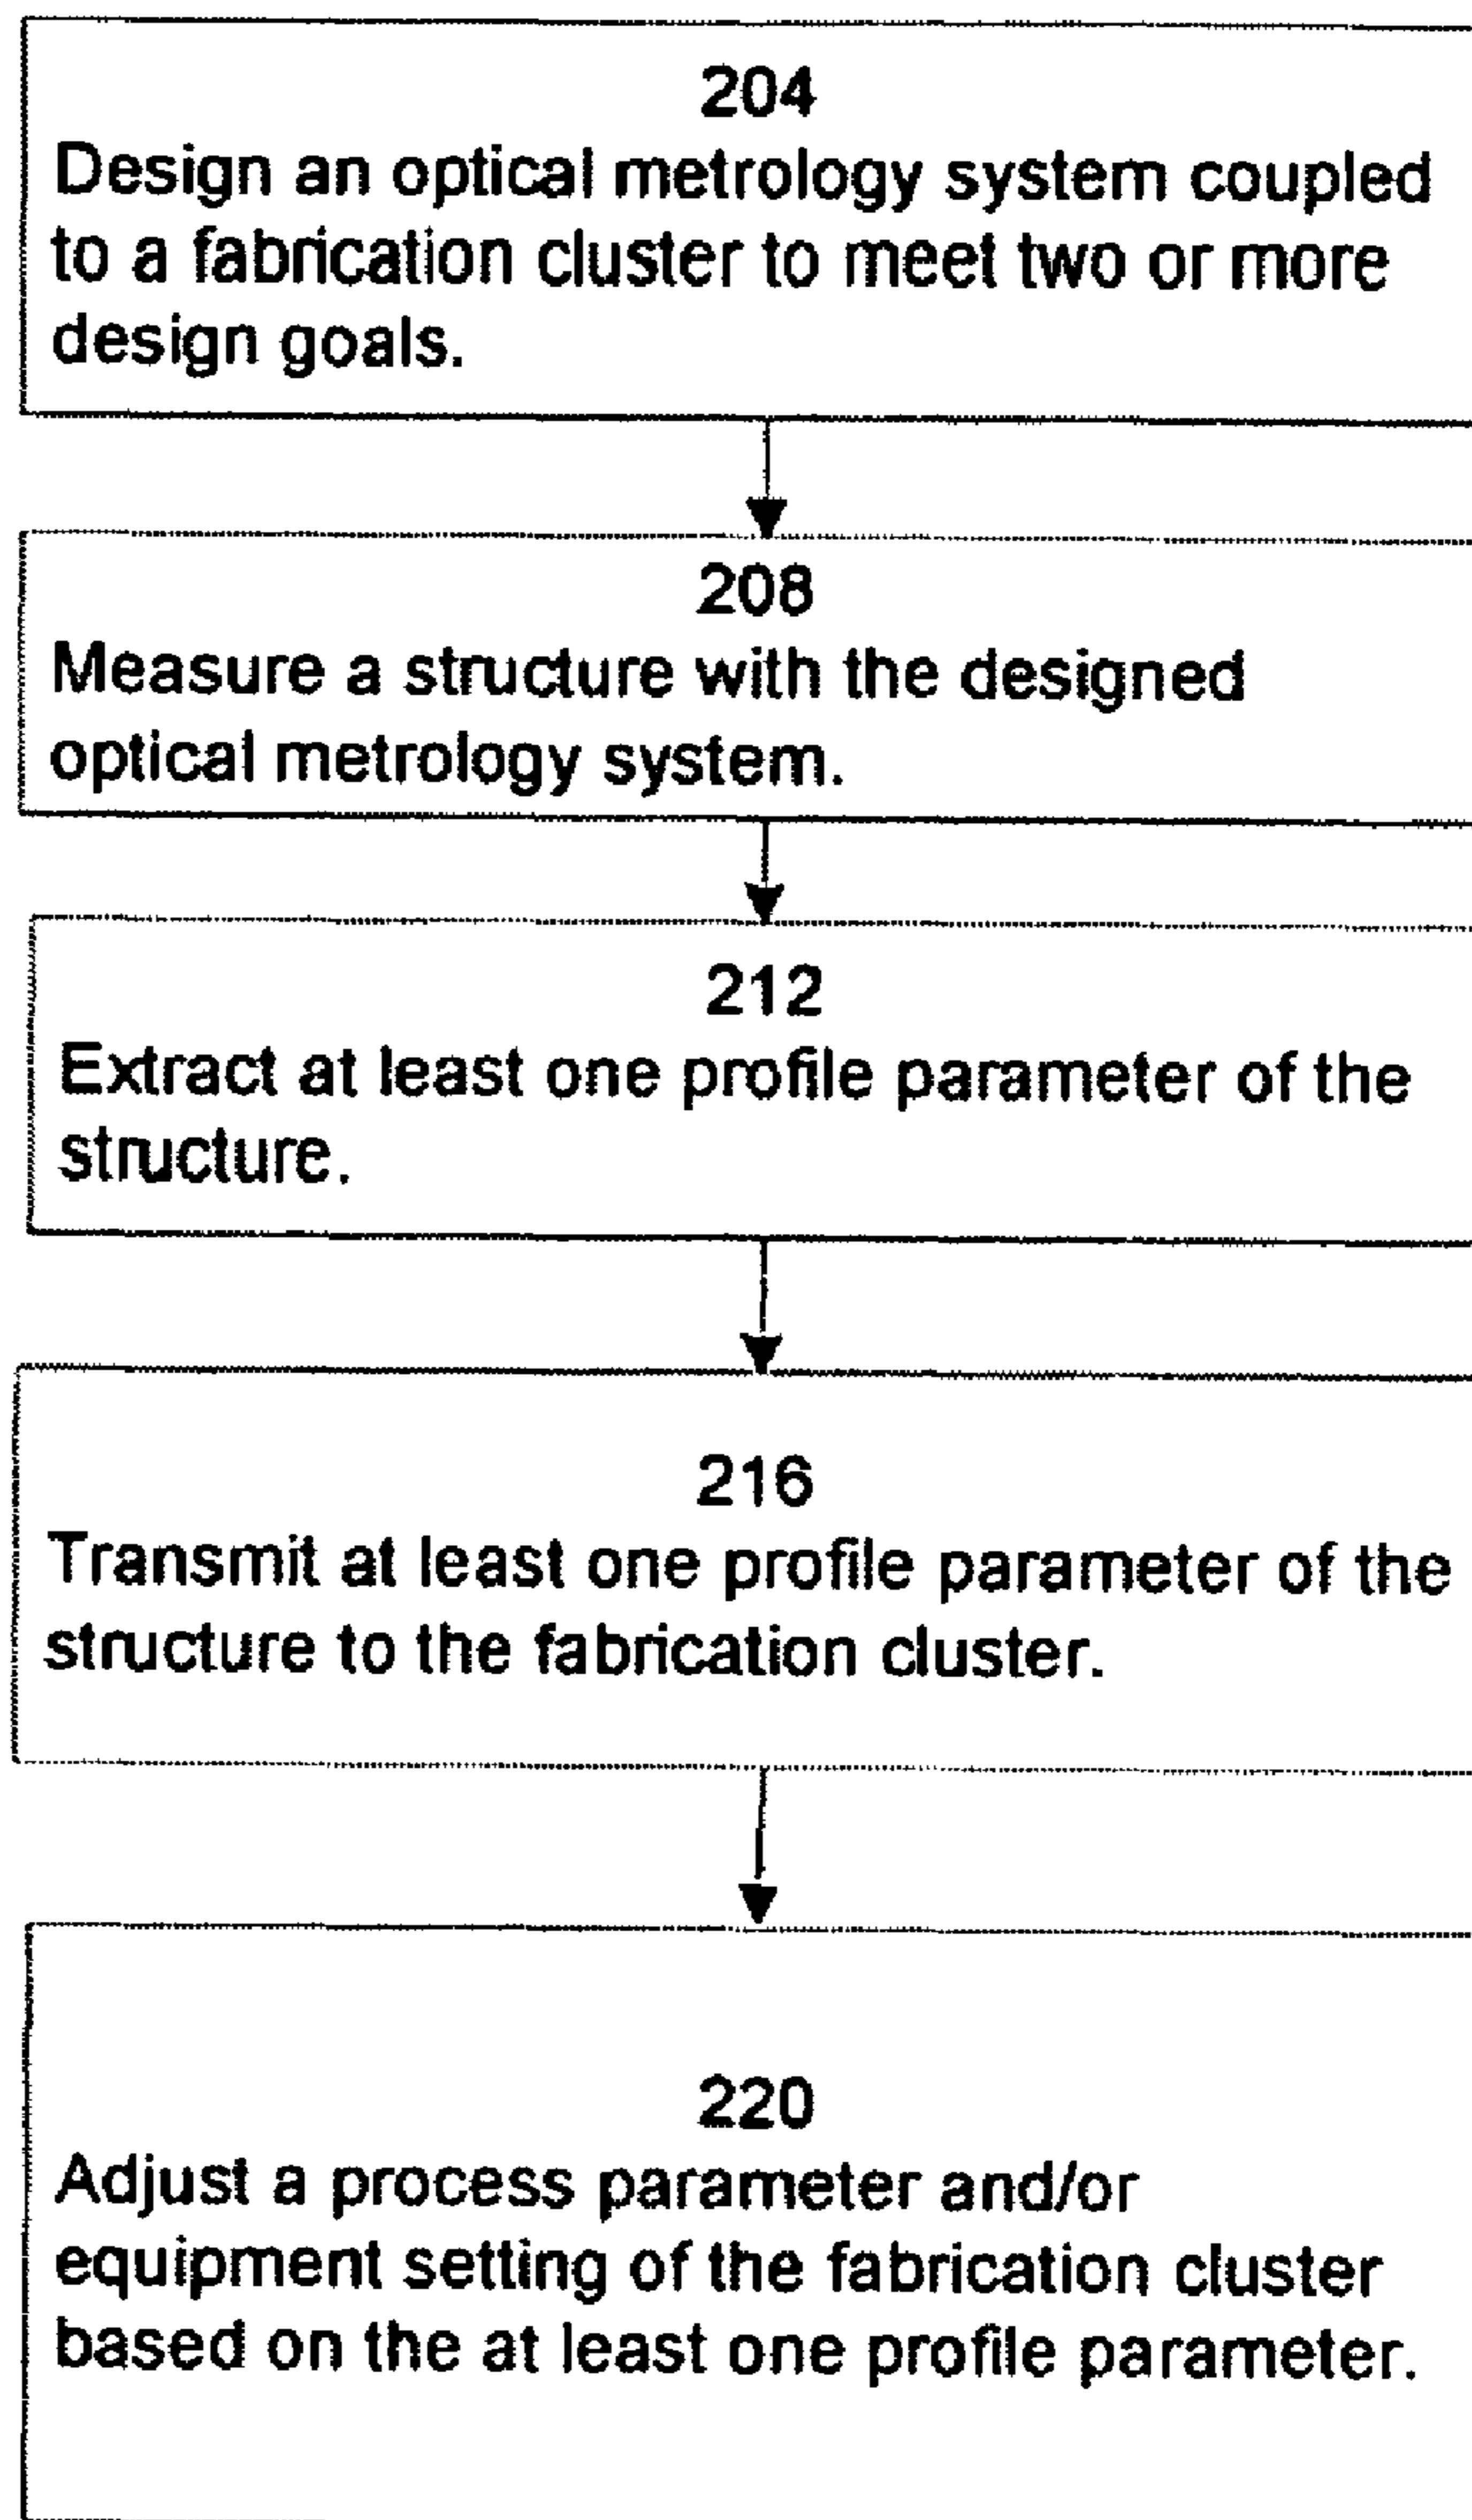 204
Design an optical metrology system coupled
to a fabrication cluster to meet two or more
design goals.
208
Measure a structure with the designed
optical metrology system.
212
Extract at least one profile parameter of the
structure.
216
Transmit at least one profile parameter of the
structure to the fabrication cluster.
220
Adjust a process parameter and/or
equipment setting of the fabrication cluster
based on the at least one profile parameter.